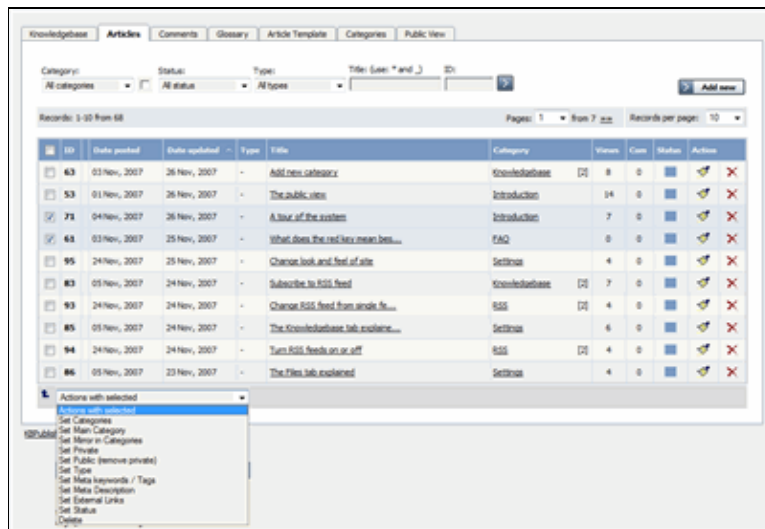 Knowledgebase Articles Comments Glossary Article Template Categories Public View
Category: Status: Type: Title: (use: * and _) ID:
All categories All status All types
Add new
Records: 1-10 from 68 Pages: 1 from 7 Records per page: 10
ID Date posted Date updated Type Title Category Views Com Status Action
63 03 Nov, 2007 26 Nov, 2007 - Add new category Knowledgebase [2] 8 0
53 01 Nov, 2007 26 Nov, 2007 - The public view Introduction 14 0
71 04 Nov, 2007 26 Nov, 2007 - A tour of the system Introduction 7 0
61 03 Nov, 2007 25 Nov, 2007 - What does the red key mean bes... FAQ 0 0
95 24 Nov, 2007 25 Nov, 2007 - Change look and feel of site Settings 4 0
83 05 Nov, 2007 24 Nov, 2007 - Subscribe to RSS feed Knowledgebase [2] 7 0
93 24 Nov, 2007 24 Nov, 2007 - Change RSS feed from single fe... RSS [2] 4 0
85 05 Nov, 2007 24 Nov, 2007 - The Knowledgebase tab explaine... Settings 6 0
94 24 Nov, 2007 24 Nov, 2007 - Turn RSS feeds on or off RSS [2] 4 0
86 05 Nov, 2007 23 Nov, 2007 - The Files tab explained Settings 4 0
Actions with selected
Actions with selected
Set Categories
Set Main Category
Set Mirror in Categories
Set Private
Set Public (remove private)
Set Type
Set Meta keywords / Tags
Set Meta Description
Set External Links
Set Status
Delete